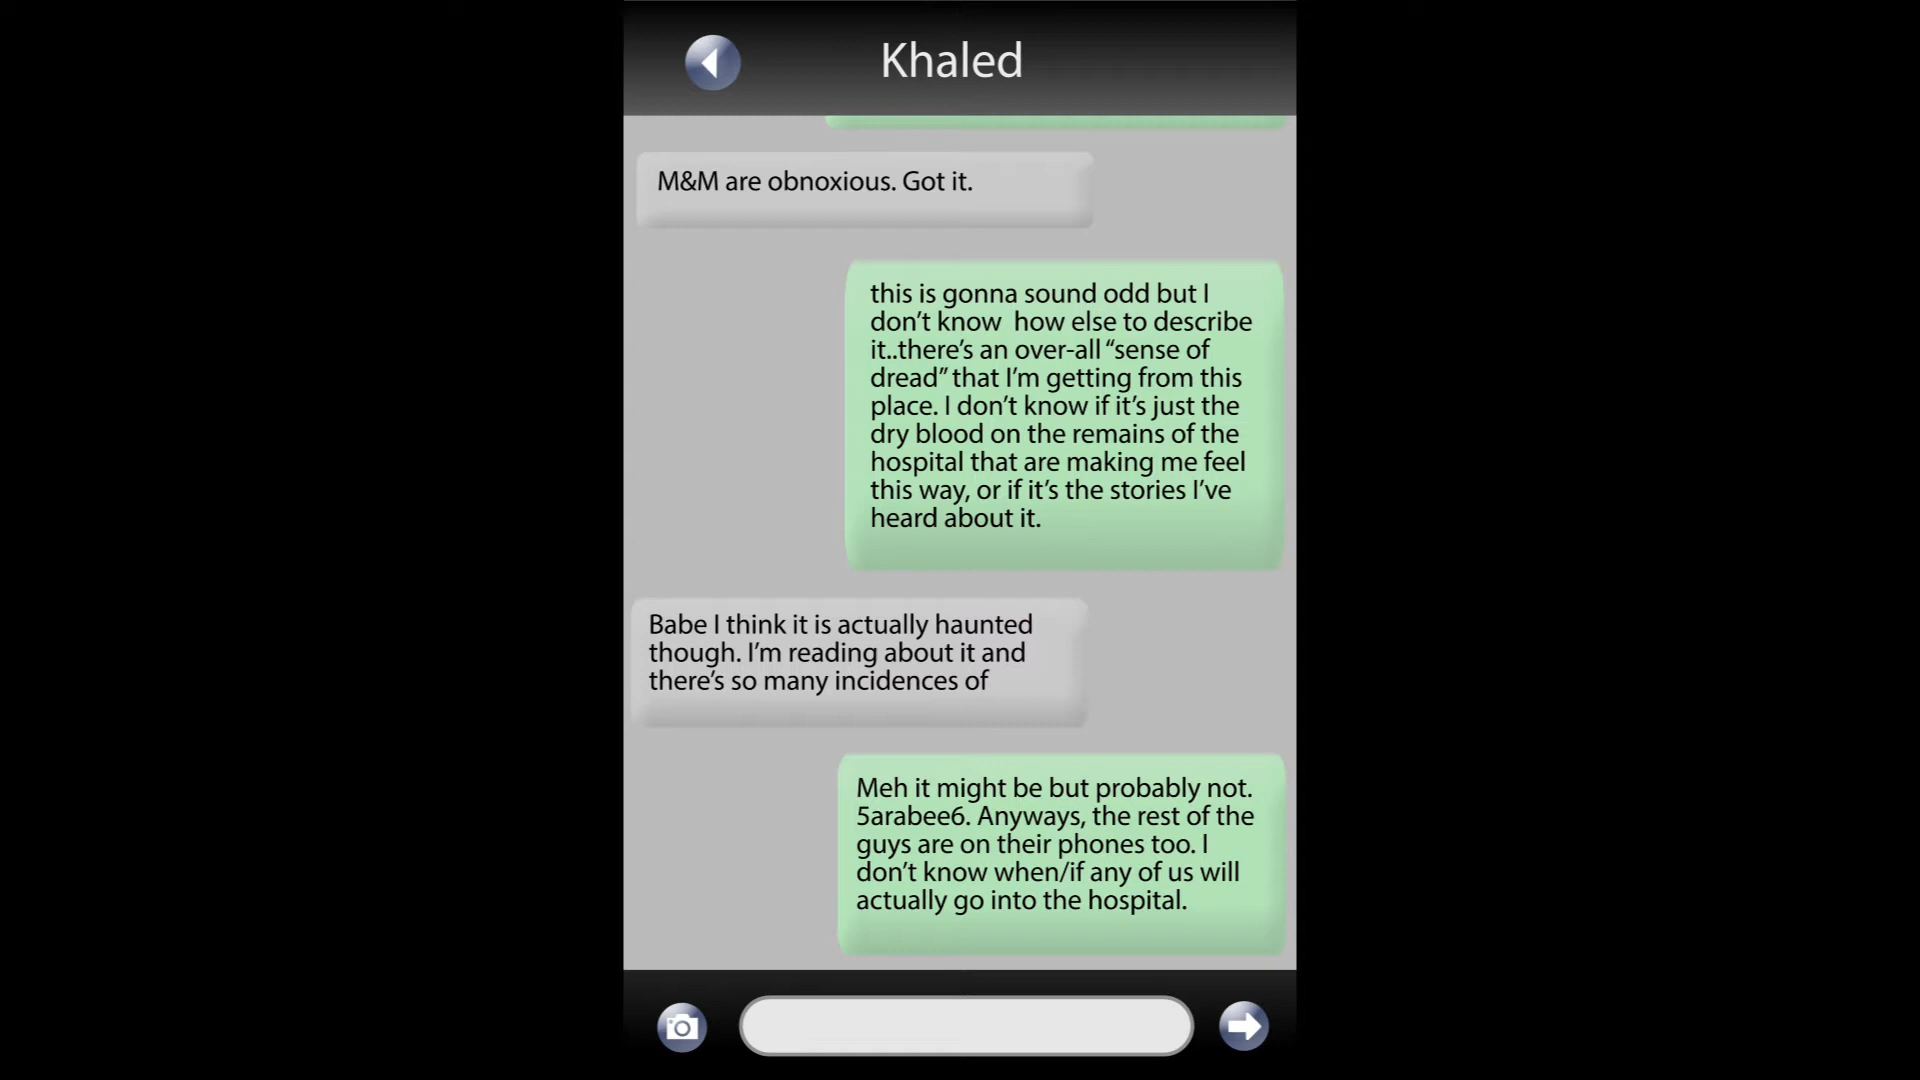 Khaled
M&M are obnoxious. Got it.
this is gonna sound odd but I
don't know  how else to describe
it..there's an over-all “sense of
dread” that I'm getting from this
place. I don't know if it's just the
dry blood on the remains of the
hospital that are making me feel
this way, or if it's the stories I've
heard about it.
Babe I think it is actually haunted
though. I'm reading about it and
there's so many incidences of
Meh it might be but probably not.
5arabee6. Anyways, the rest of the
guys are on their phones too. I
don't know when/if any of us will
actually go into the hospital.